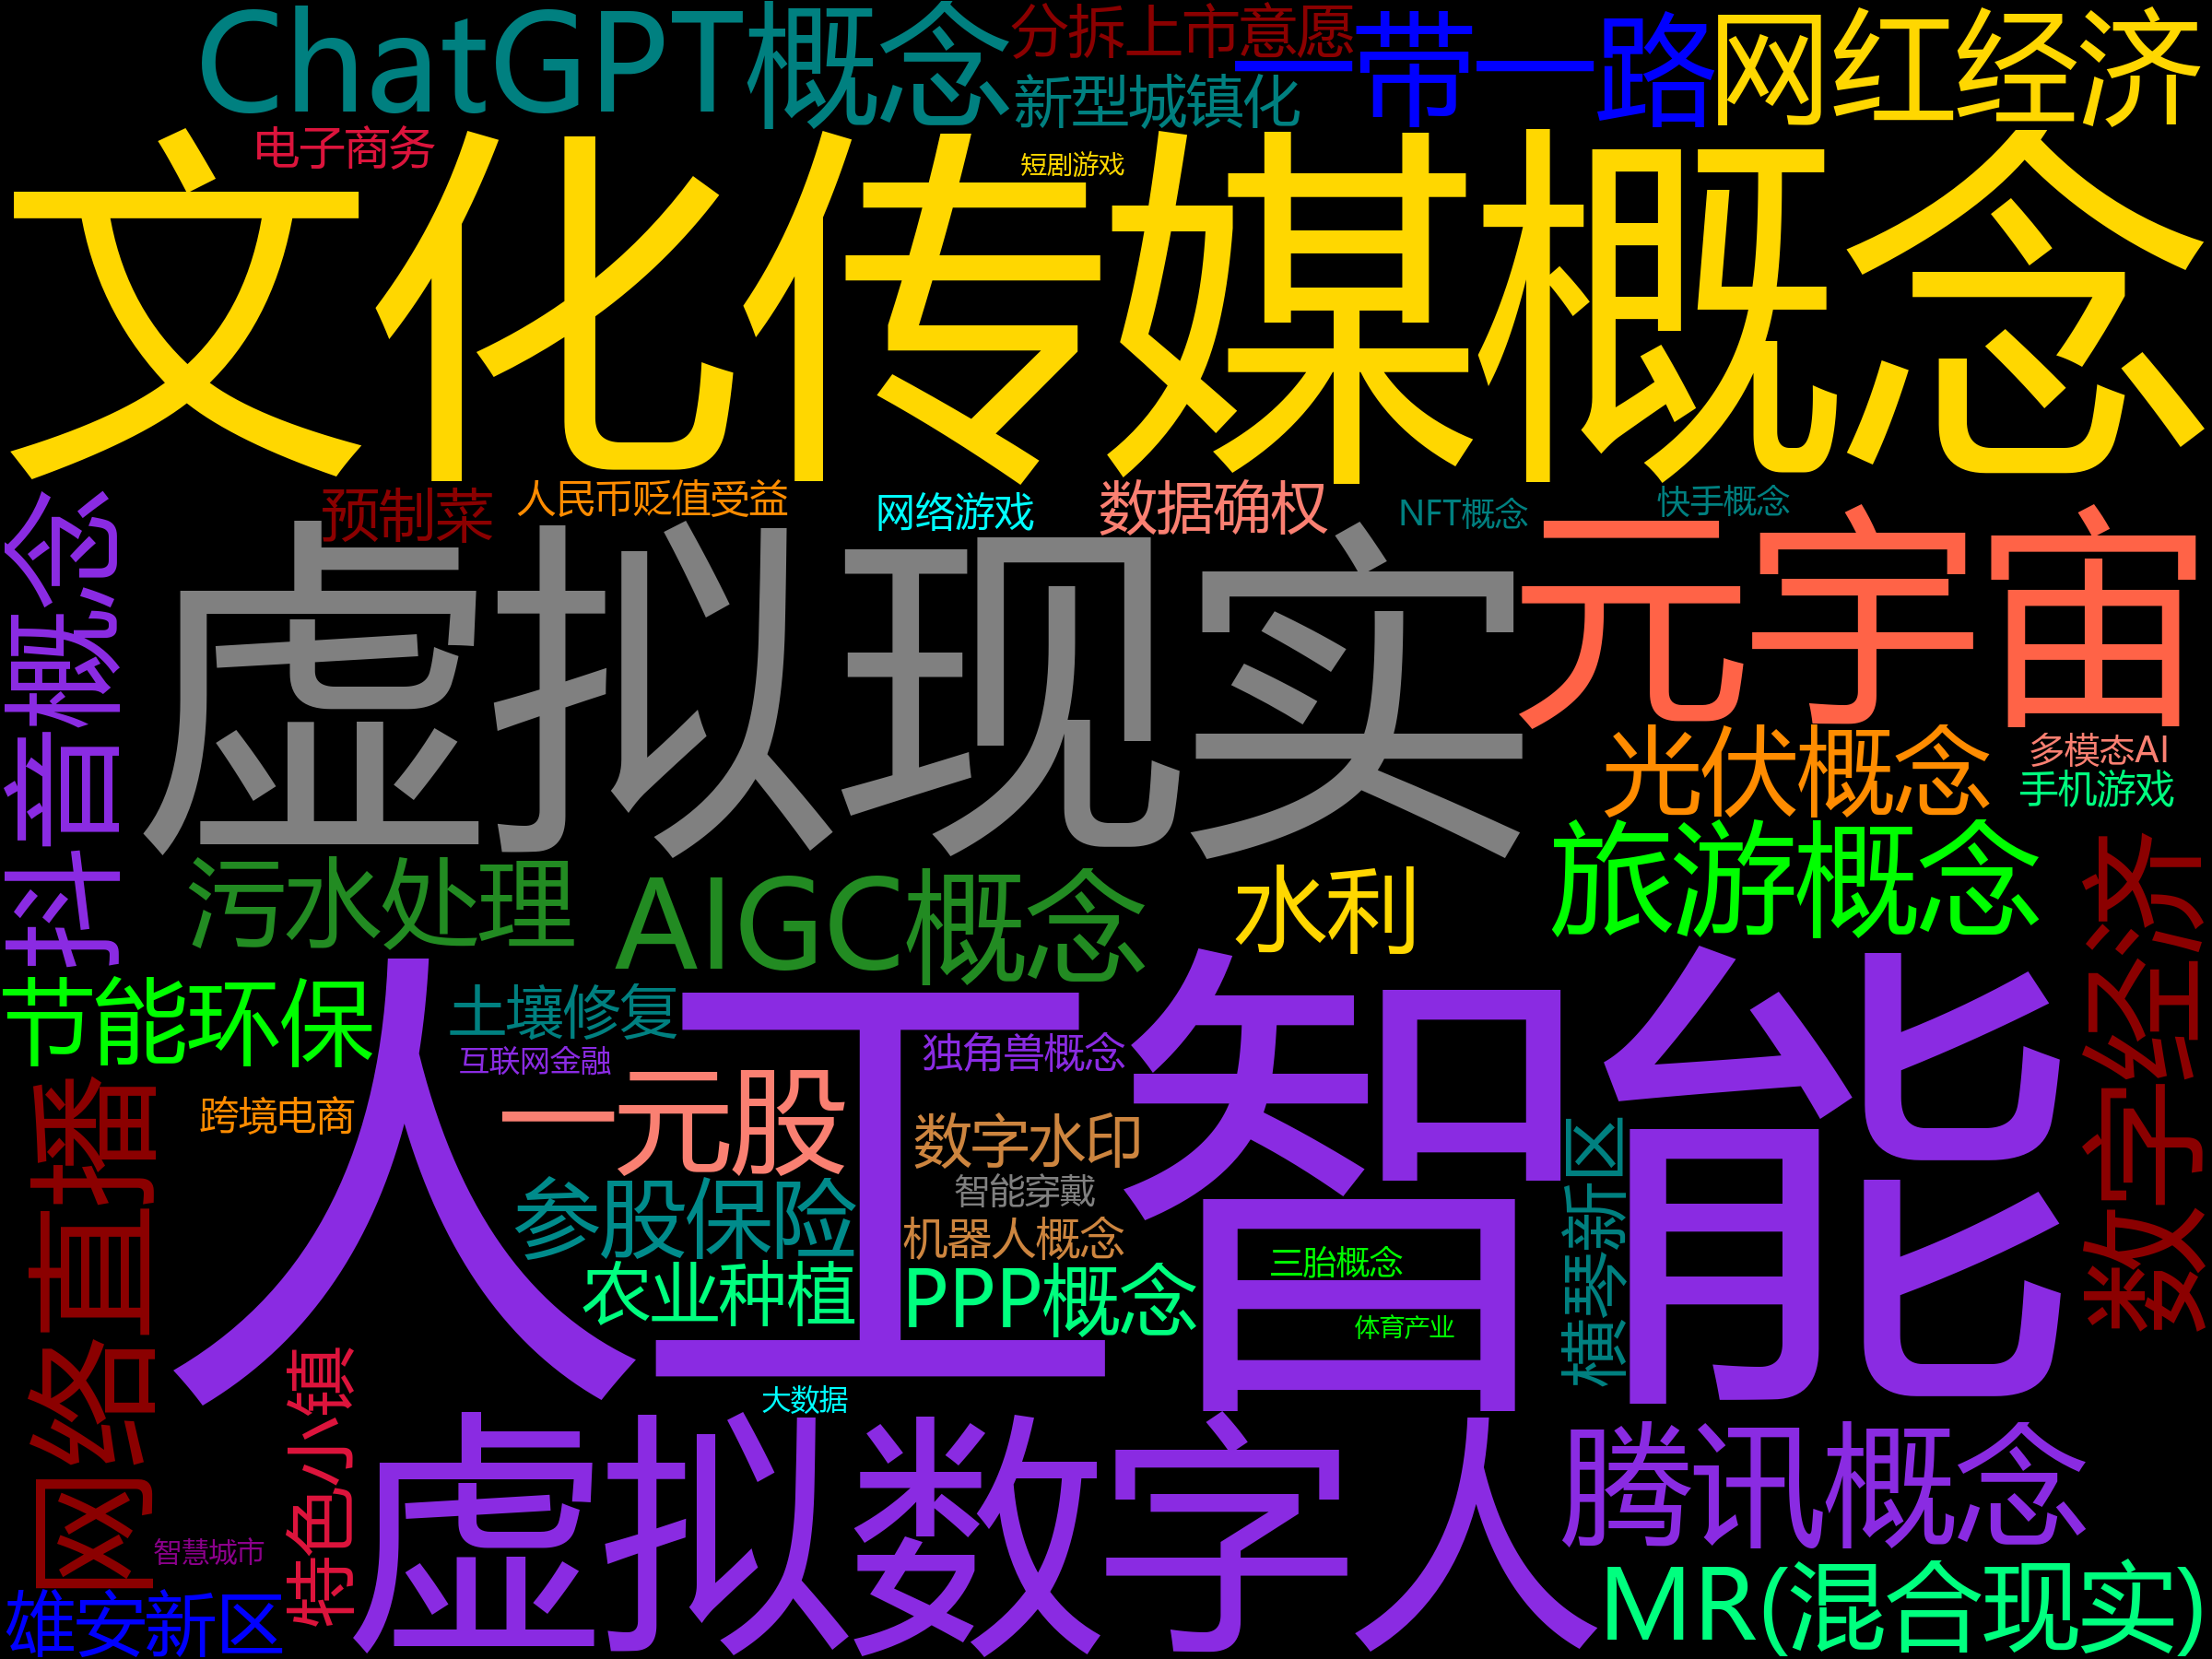 ChatGPT概念
分拆上市意愿
一带一路
网红经济
新型城镇化
电子商务
短剧游戏
文化传媒概念
预制菜
人民币贬值受益
网络游戏
数据确权
NFT概念
快手概念
抖音概念
虚拟现实
元宇宙
光伏概念
多模态AI
手机游戏
旅游概念
污水处理
AIGC概念
水利
数字经济
节能环保
土壤修复
互联网金融
独角兽概念
人工智能
跨境电商
一元股
数字水印
智能穿戴
参股保险
机器人概念
农业种植
PPP概念
三胎概念
体育产业
横琴新区
网络直播
特色小镇
大数据
虚拟数字人
腾讯概念
智慧城市
雄安新区
MR(混合现实)